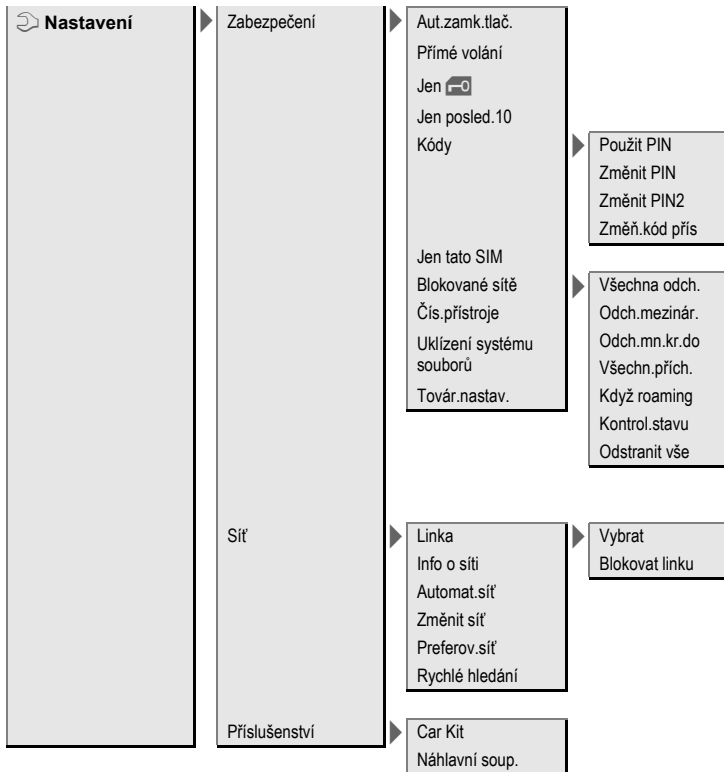 Nastavení
Zabezpečení
Aut.zamk.tlač.
Přímé volání
Jen
Jen posled.10
Kódy
Použit PIN
Změnit PIN
Změnit PIN2
Změň.kód přís
Jen tato SIM
Blokované sítě
Všechna odch.
Odch.mezinár.
Odch.mn.kr.do
Všechn.přích.
Když roaming
Kontrol.stavu
Odstranit vše
Čís.přístroje
Uklízení systému
souborů
Továr.nastav.
Síť
Linka
Vybrat
Blokovat linku
Info o síti
Automat.síť
Změnit síť
Preferov.síť
Rychlé hledání
Příslušenství
Car Kit
Náhlavní soup.